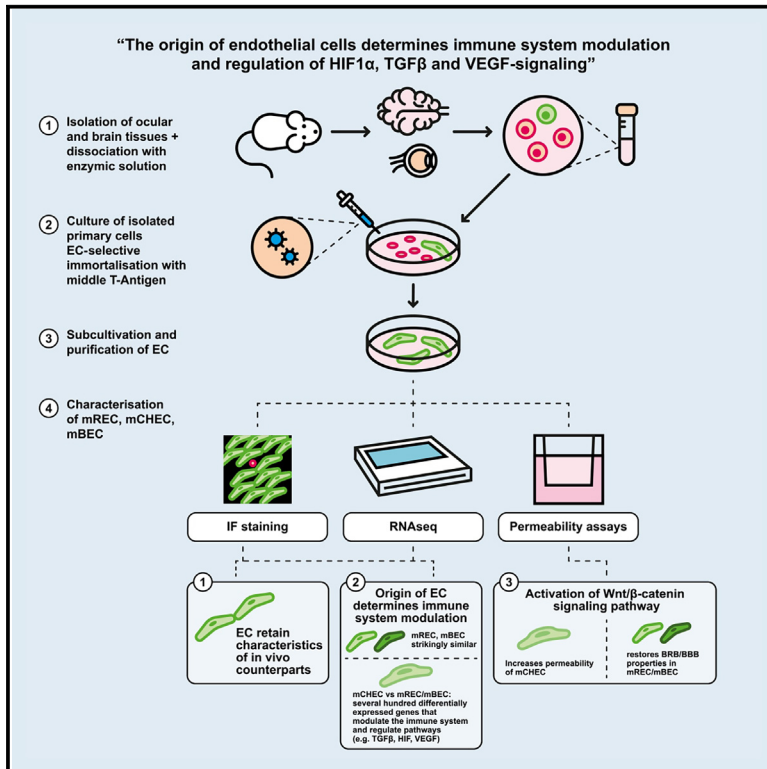 “The origin of endothelial cells determines immune system modulation
and regulation of HIF1α, TGFβ and VEGF-signaling”
1
Isolation of ocular
and brain tissues +
dissociation with
enzymic solution
2
Culture of isolated
primary cells
EC-selective
immortalisation with
middle T-Antigen
3
Subcultivation and
purification of EC
4
Characterisation
of mREC, mCHEC,
mBEC
IF staining
RNAseq
Permeability assays
1
EC retain
characteristics
of in vivo
counterparts
2
Origin of EC
determines immune
system modulation
mREC, mBEC
strikingly similar
mCHEC vs mREC/mBEC:
several hundred differentially
expressed genes that
modulate the immune system
and regulate pathways
(e.g. TGFβ, HIF, VEGF)
3
Activation of Wnt/β-catenin
signaling pathway
Increases permeability
of mCHEC
restores BRB/BBB
properties in
mREC/mBEC